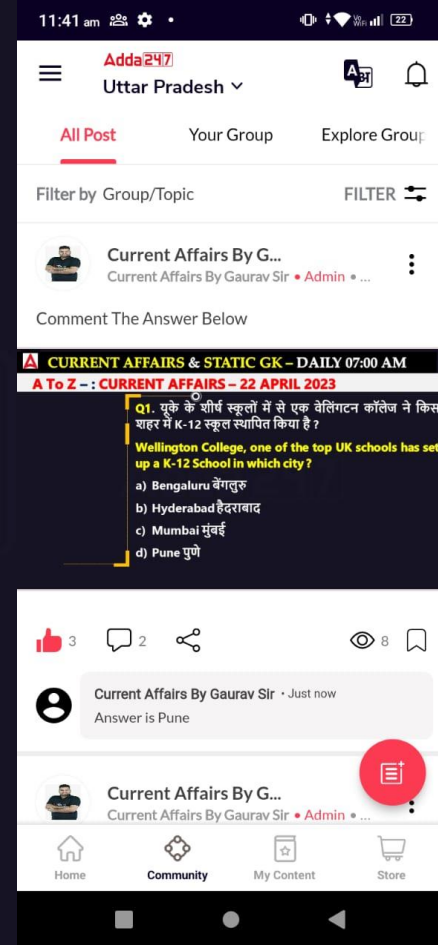 11:41 am
22
Adda247
Uttar Pradesh
All Post Your Group Explore Group
Filter by Group/Topic FILTER
Current Affairs By G...
Current Affairs By Gaurav Sir • Admin • ...
Comment The Answer Below
CURRENT AFFAIRS & STATIC GK – DAILY 07:00 AM
A To Z – : CURRENT AFFAIRS – 22 APRIL 2023
Q1. यूके के शीर्ष स्कूलों में से एक वेलिंगटन कॉलेज ने किस
शहर में K-12 स्कूल स्थापित किया है ?
Wellington College, one of the top UK schools has set
up a K-12 School in which city ?
a) Bengaluru बेंगलुरु
b) Hyderabad हैदराबाद
c) Mumbai मुंबई
d) Pune पुणे
3 2 8
Current Affairs By Gaurav Sir • Just now
Answer is Pune
Current Affairs By G...
Current Affairs By Gaurav Sir • Admin • ...
Home Community My Content Store